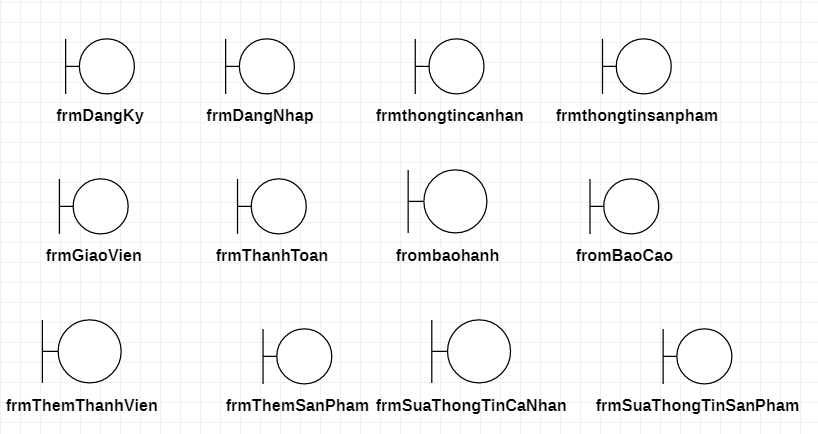 frmDangKy
frmDangNhap
frmthongtincanhan
frmthongtinsanpham
frmGiaoVien
frmThanhToan
frombaohanh
fromBaoCao
frmThemThanhVien
frmThemSanPham
frmSuaThongTinCaNhan
frmSuaThongTinSanPham